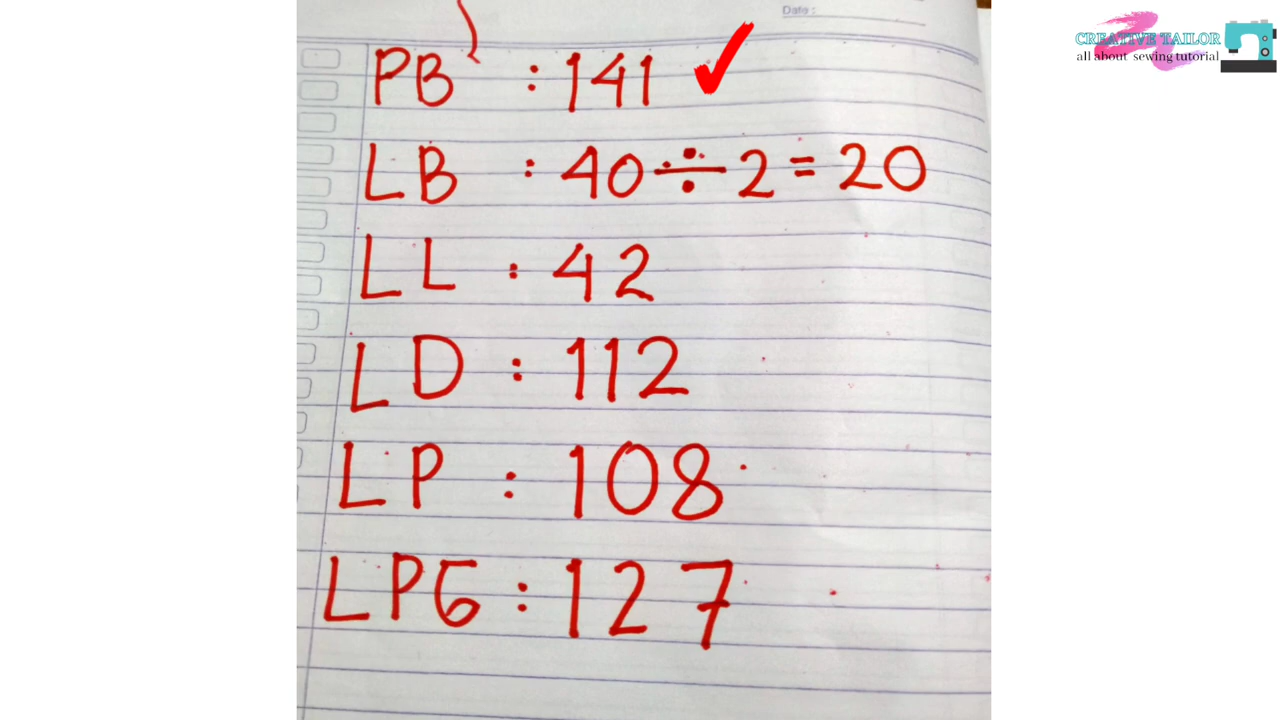 Date :
CREATIVE TAILOR
all about sewing tutorial
PB : 141
LB : 40 ÷ 2 = 20
LL : 42
LD : 112
LP : 108
LPG : 127